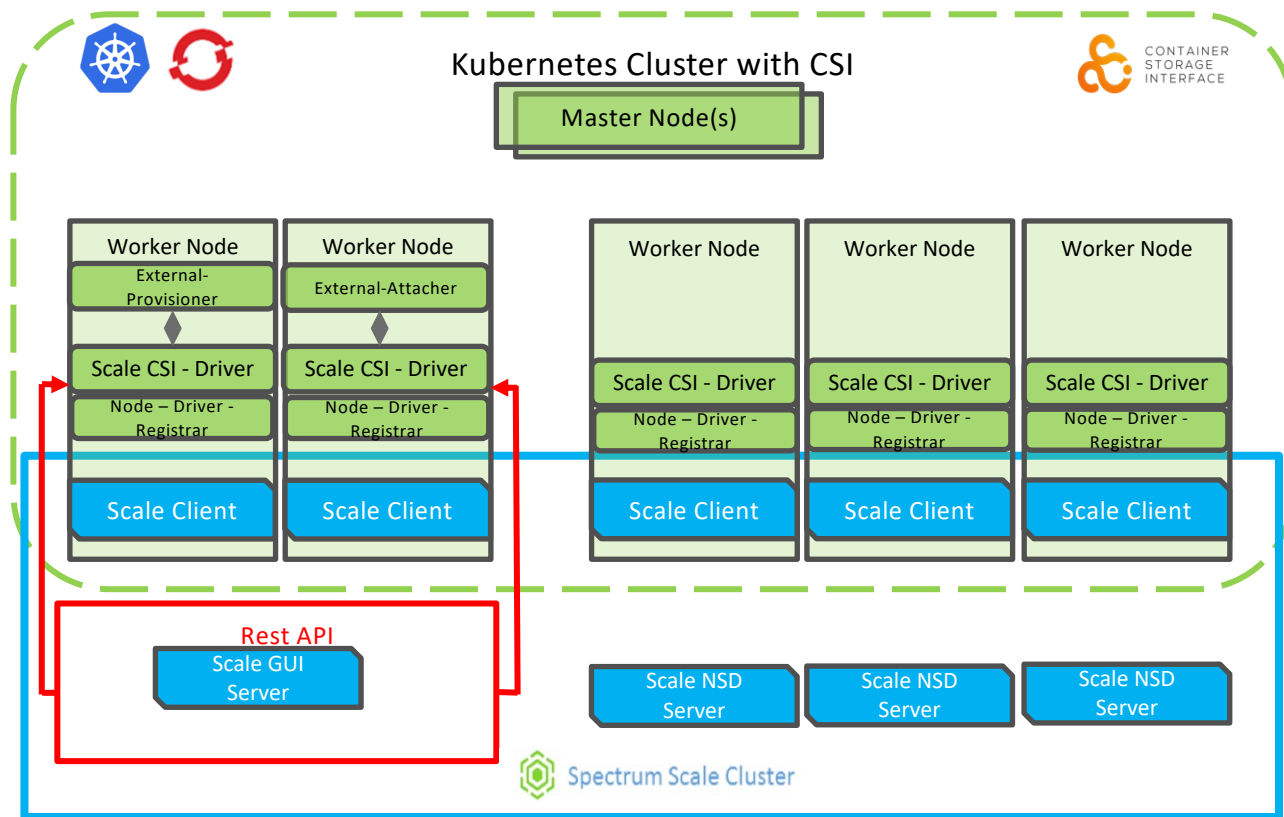 Kubernetes Cluster with CSI
CONTAINER
STORAGE
INTERFACE
Master Node(s)
Worker Node
External-
Provisioner
Scale CSI - Driver
Node – Driver -
Registrar
Scale Client
Worker Node
External-Attacher
Scale CSI - Driver
Node – Driver -
Registrar
Scale Client
Worker Node
Scale CSI - Driver
Node – Driver -
Registrar
Scale Client
Worker Node
Scale CSI - Driver
Node – Driver -
Registrar
Scale Client
Worker Node
Scale CSI - Driver
Node – Driver -
Registrar
Scale Client
Rest API
Scale GUI
Server
Scale NSD
Server
Scale NSD
Server
Scale NSD
Server
Spectrum Scale Cluster